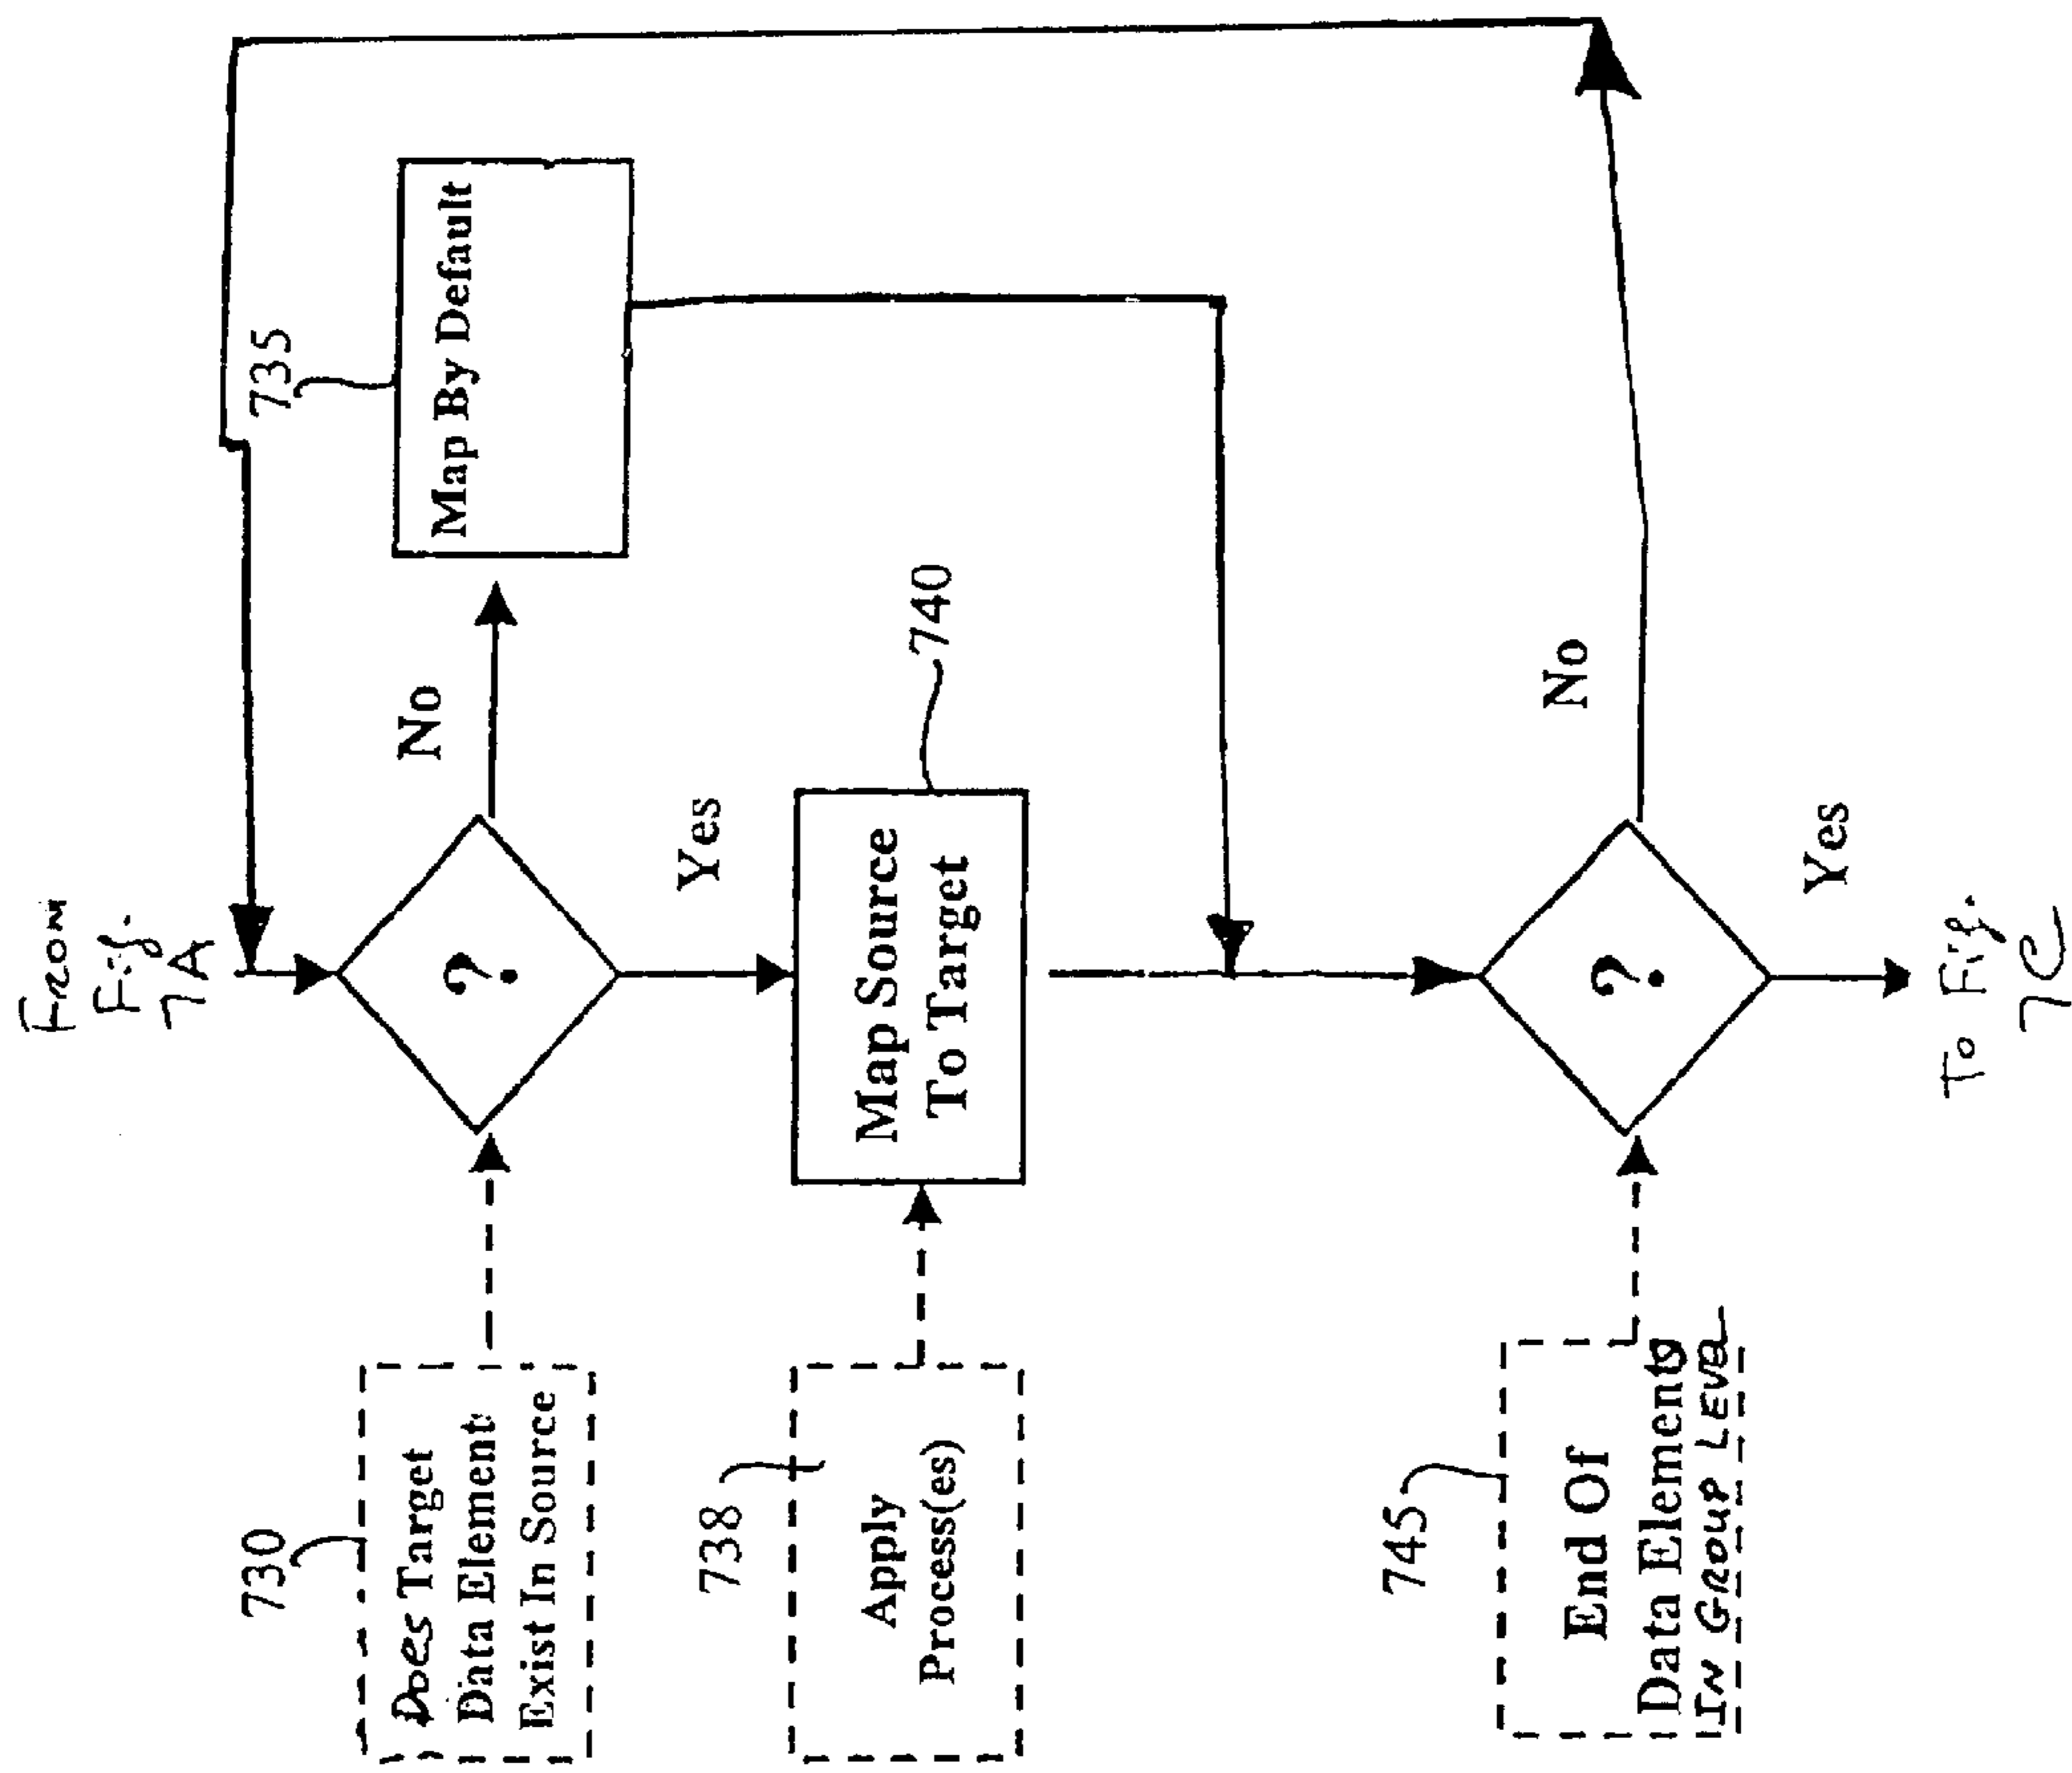 From
Fig.
7A
730
Does Target
Data Element
Exist In Source
?
No
735
Map By Default
Yes
738
Apply
Process(es)
Map Source
To Target
740
745
End Of
Data Elements
IN GROUP LEVEL
?
No
Yes
To Fig.
7C